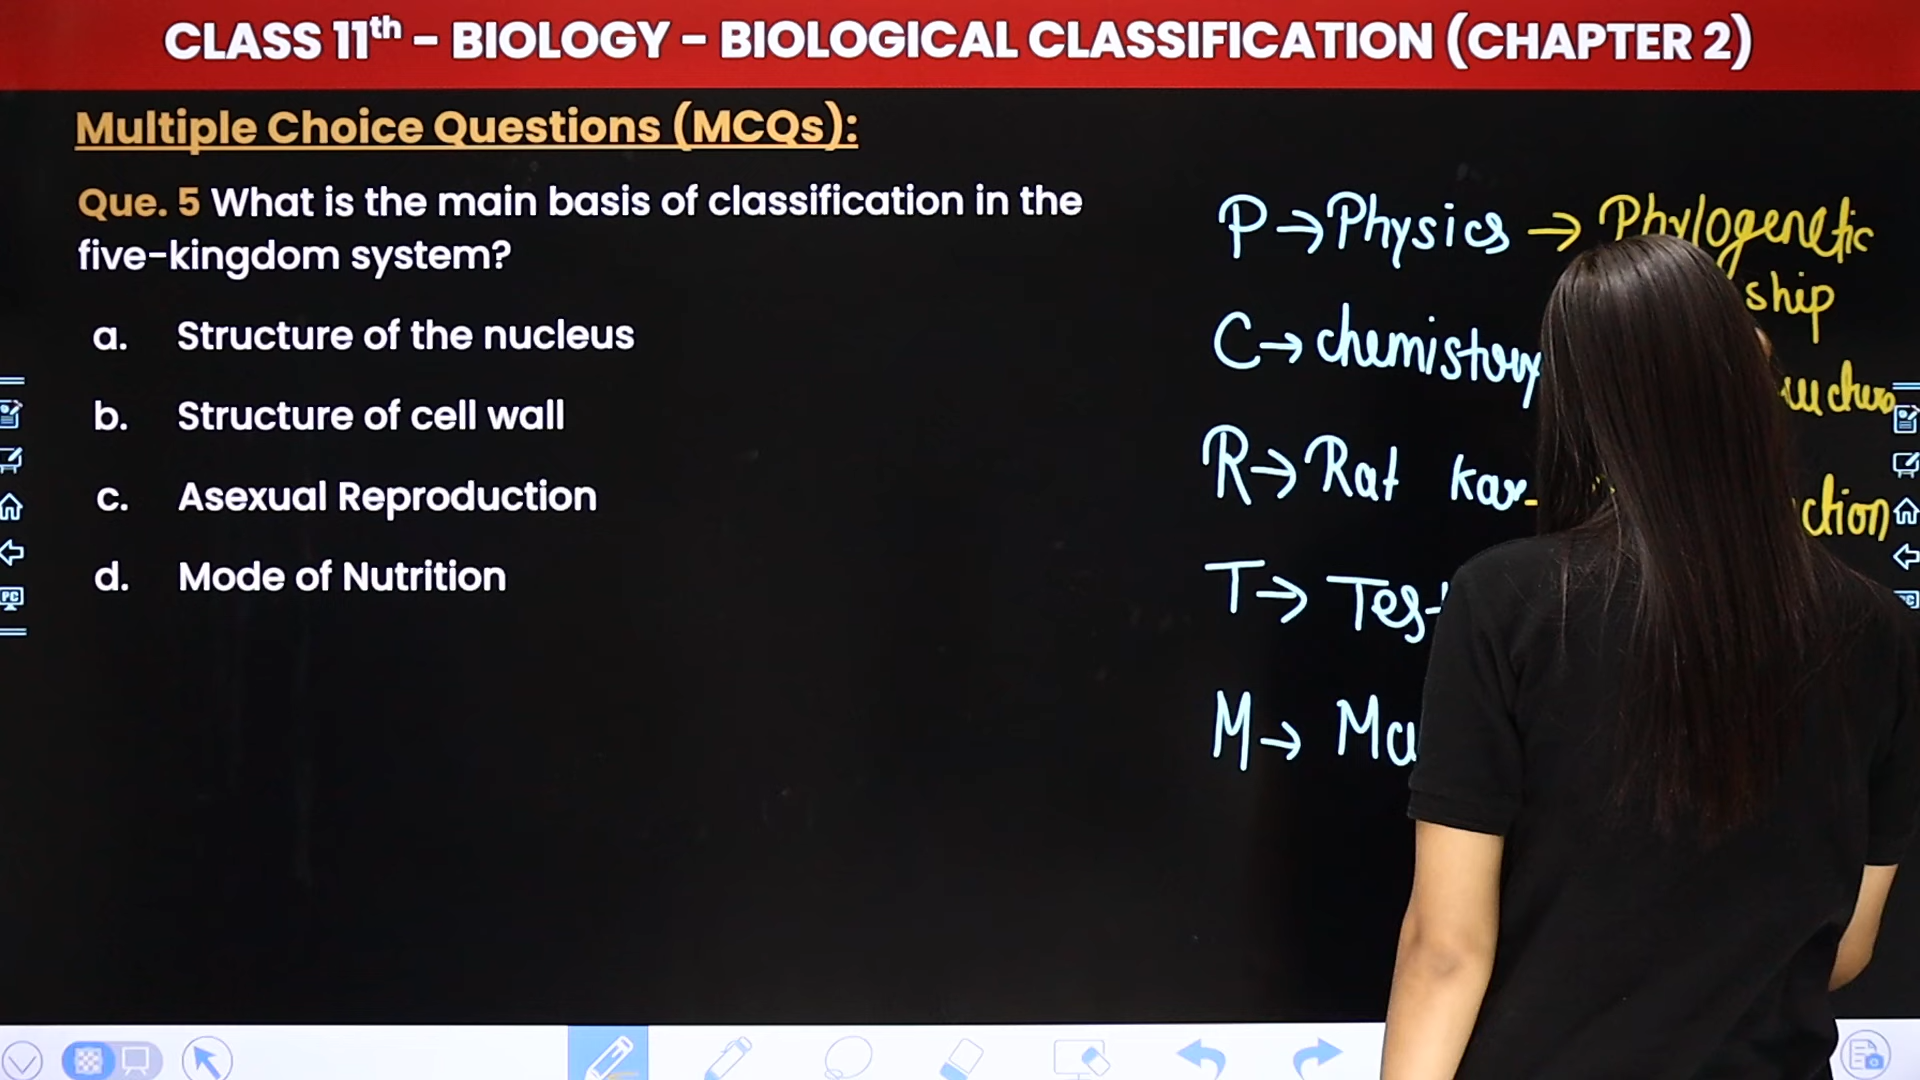 CLASS 11th - BIOLOGY - BIOLOGICAL CLASSIFICATION (CHAPTER 2)
Multiple Choice Questions (MCQs):
Que. 5 What is the main basis of classification in the
five-kingdom system?
a. Structure of the nucleus
b. Structure of cell wall
c. Asexual Reproduction
d. Mode of Nutrition
P → Physics → Phylogenetic
ship
C → chemistry
R → Rat kar
ction
T → Tes
M → Ma
PC